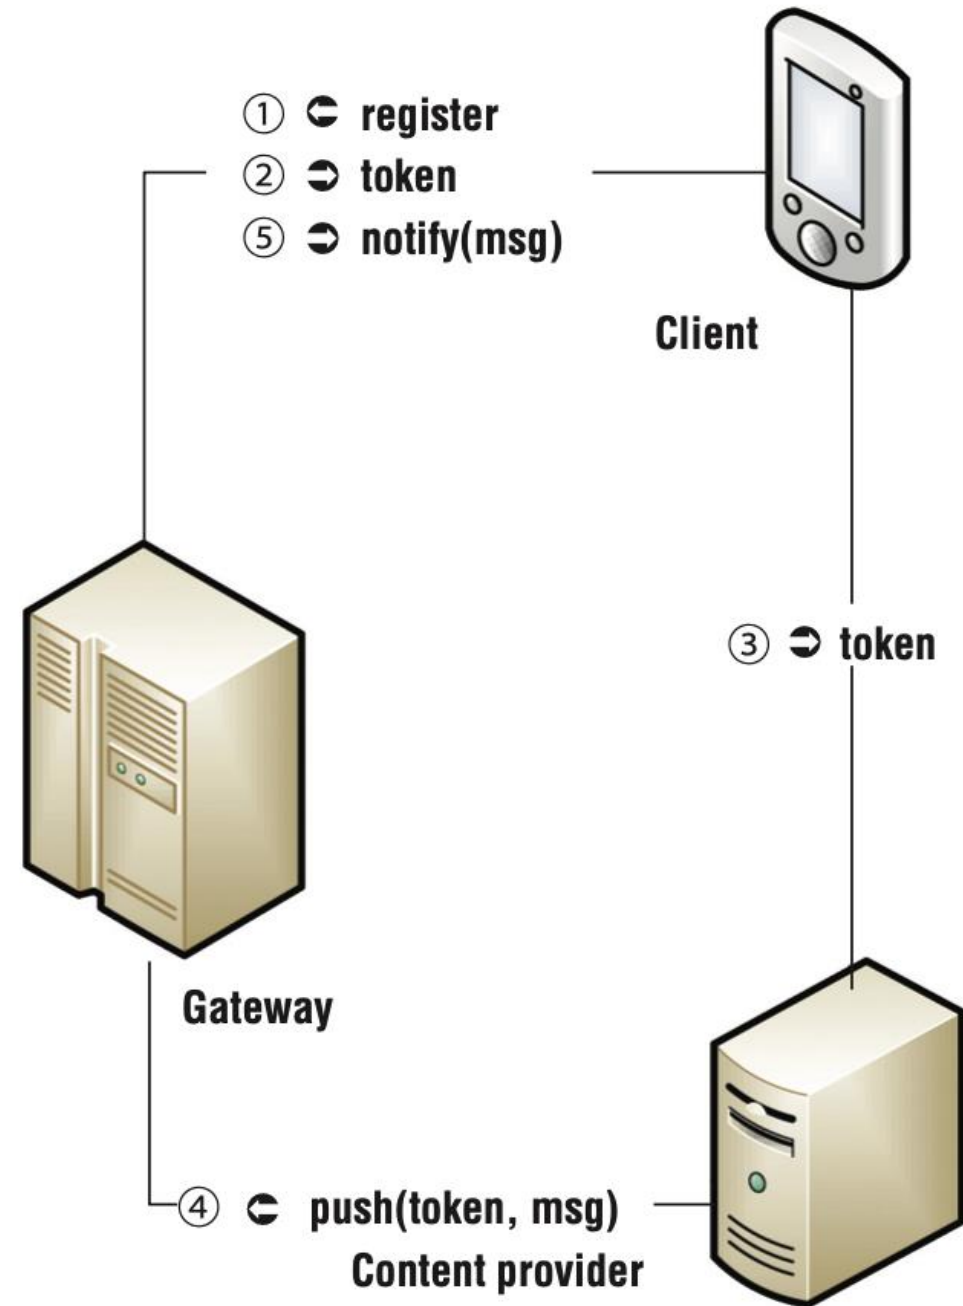 ① ➲ register
② ➲ token
⑤ ➲ notify(msg)
Client
③ ➲ token
Gateway
④ ➲ push(token, msg)
Content provider